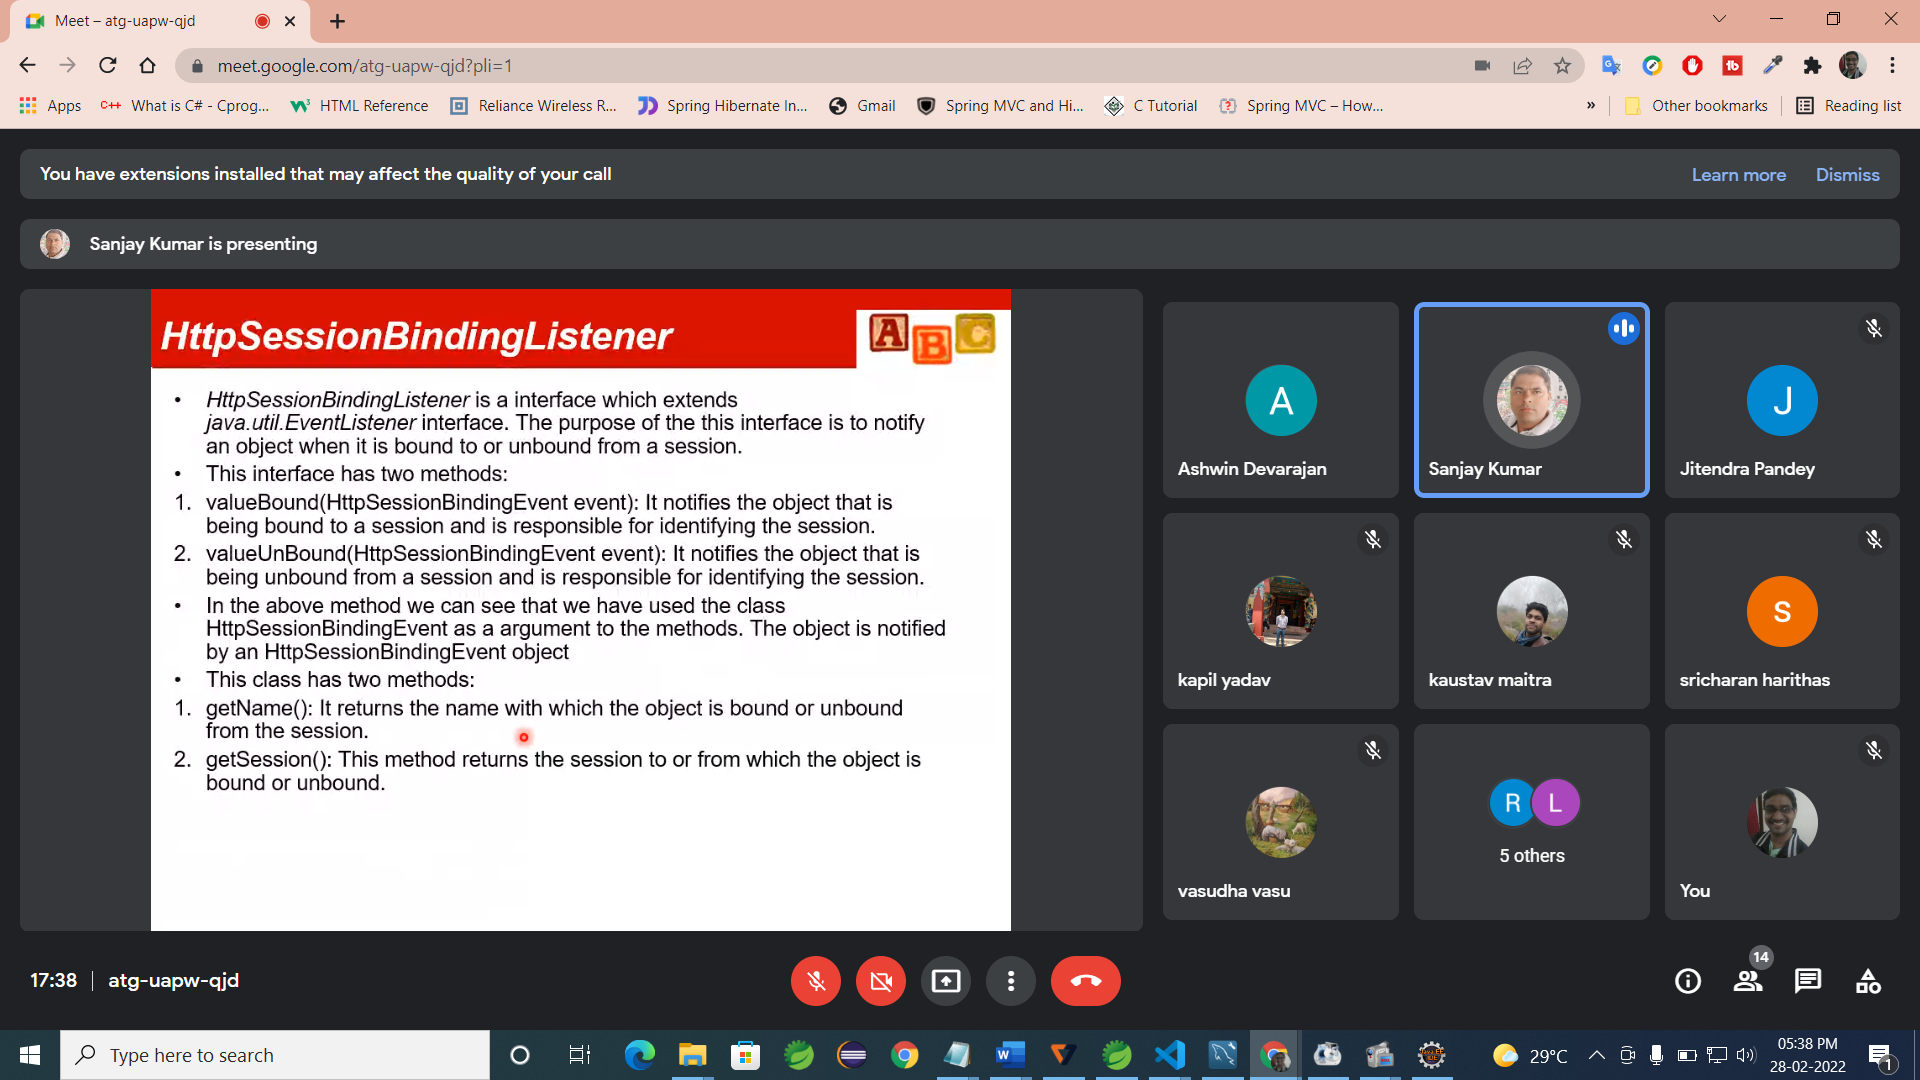 Meet – atg-uapw-qjd
meet.google.com/atg-uapw-qjd?pli=1
Apps
C++ What is C# - Cprog...
W3 HTML Reference
Reliance Wireless R...
Spring Hibernate In...
Gmail
Spring MVC and Hi...
C Tutorial
Spring MVC – How...
»
Other bookmarks
Reading list
You have extensions installed that may affect the quality of your call
Learn more
Dismiss
Sanjay Kumar is presenting
HttpSessionBindingListener
A B C
• HttpSessionBindingListener is a interface which extends
java.util.EventListener interface. The purpose of the this interface is to notify
an object when it is bound to or unbound from a session.
• This interface has two methods:
1. valueBound(HttpSessionBindingEvent event): It notifies the object that is
being bound to a session and is responsible for identifying the session.
2. valueUnBound(HttpSessionBindingEvent event): It notifies the object that is
being unbound from a session and is responsible for identifying the session.
• In the above method we can see that we have used the class
HttpSessionBindingEvent as a argument to the methods. The object is notified
by an HttpSessionBindingEvent object
• This class has two methods:
1. getName(): It returns the name with which the object is bound or unbound
from the session.
2. getSession(): This method returns the session to or from which the object is
bound or unbound.
A
Ashwin Devarajan
Sanjay Kumar
J
Jitendra Pandey
kapil yadav
kaustav maitra
S
sricharan harithas
vasudha vasu
R L
5 others
You
17:38 | atg-uapw-qjd
14
Type here to search
29°C
05:38 PM
28-02-2022
1